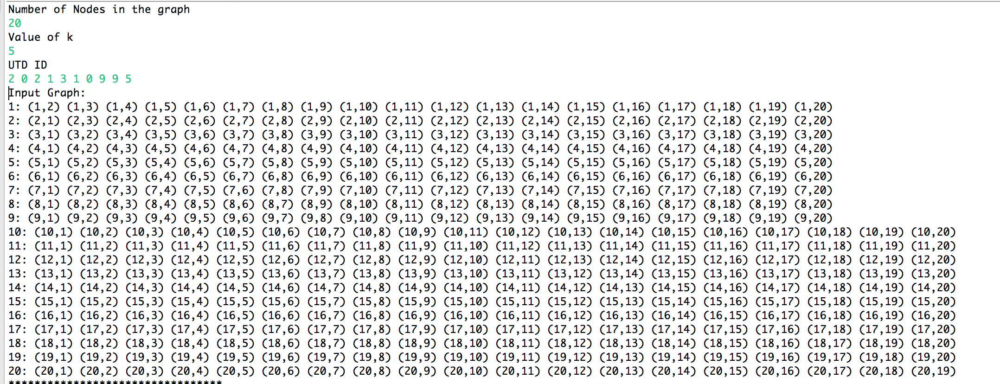 Number of Nodes in the graph
20
Value of k
5
UTD ID
2 0 2 1 3 1 0 9 9 5
Input Graph:
1: (1,2) (1,3) (1,4) (1,5) (1,6) (1,7) (1,8) (1,9) (1,10) (1,11) (1,12) (1,13) (1,14) (1,15) (1,16) (1,17) (1,18) (1,19) (1,20)
2: (2,1) (2,3) (2,4) (2,5) (2,6) (2,7) (2,8) (2,9) (2,10) (2,11) (2,12) (2,13) (2,14) (2,15) (2,16) (2,17) (2,18) (2,19) (2,20)
3: (3,1) (3,2) (3,4) (3,5) (3,6) (3,7) (3,8) (3,9) (3,10) (3,11) (3,12) (3,13) (3,14) (3,15) (3,16) (3,17) (3,18) (3,19) (3,20)
4: (4,1) (4,2) (4,3) (4,5) (4,6) (4,7) (4,8) (4,9) (4,10) (4,11) (4,12) (4,13) (4,14) (4,15) (4,16) (4,17) (4,18) (4,19) (4,20)
5: (5,1) (5,2) (5,3) (5,4) (5,6) (5,7) (5,8) (5,9) (5,10) (5,11) (5,12) (5,13) (5,14) (5,15) (5,16) (5,17) (5,18) (5,19) (5,20)
6: (6,1) (6,2) (6,3) (6,4) (6,5) (6,7) (6,8) (6,9) (6,10) (6,11) (6,12) (6,13) (6,14) (6,15) (6,16) (6,17) (6,18) (6,19) (6,20)
7: (7,1) (7,2) (7,3) (7,4) (7,5) (7,6) (7,8) (7,9) (7,10) (7,11) (7,12) (7,13) (7,14) (7,15) (7,16) (7,17) (7,18) (7,19) (7,20)
8: (8,1) (8,2) (8,3) (8,4) (8,5) (8,6) (8,7) (8,9) (8,10) (8,11) (8,12) (8,13) (8,14) (8,15) (8,16) (8,17) (8,18) (8,19) (8,20)
9: (9,1) (9,2) (9,3) (9,4) (9,5) (9,6) (9,7) (9,8) (9,10) (9,11) (9,12) (9,13) (9,14) (9,15) (9,16) (9,17) (9,18) (9,19) (9,20)
10: (10,1) (10,2) (10,3) (10,4) (10,5) (10,6) (10,7) (10,8) (10,9) (10,11) (10,12) (10,13) (10,14) (10,15) (10,16) (10,17) (10,18) (10,19) (10,20)
11: (11,1) (11,2) (11,3) (11,4) (11,5) (11,6) (11,7) (11,8) (11,9) (11,10) (11,12) (11,13) (11,14) (11,15) (11,16) (11,17) (11,18) (11,19) (11,20)
12: (12,1) (12,2) (12,3) (12,4) (12,5) (12,6) (12,7) (12,8) (12,9) (12,10) (12,11) (12,13) (12,14) (12,15) (12,16) (12,17) (12,18) (12,19) (12,20)
13: (13,1) (13,2) (13,3) (13,4) (13,5) (13,6) (13,7) (13,8) (13,9) (13,10) (13,11) (13,12) (13,14) (13,15) (13,16) (13,17) (13,18) (13,19) (13,20)
14: (14,1) (14,2) (14,3) (14,4) (14,5) (14,6) (14,7) (14,8) (14,9) (14,10) (14,11) (14,12) (14,13) (14,15) (14,16) (14,17) (14,18) (14,19) (14,20)
15: (15,1) (15,2) (15,3) (15,4) (15,5) (15,6) (15,7) (15,8) (15,9) (15,10) (15,11) (15,12) (15,13) (15,14) (15,16) (15,17) (15,18) (15,19) (15,20)
16: (16,1) (16,2) (16,3) (16,4) (16,5) (16,6) (16,7) (16,8) (16,9) (16,10) (16,11) (16,12) (16,13) (16,14) (16,15) (16,17) (16,18) (16,19) (16,20)
17: (17,1) (17,2) (17,3) (17,4) (17,5) (17,6) (17,7) (17,8) (17,9) (17,10) (17,11) (17,12) (17,13) (17,14) (17,15) (17,16) (17,18) (17,19) (17,20)
18: (18,1) (18,2) (18,3) (18,4) (18,5) (18,6) (18,7) (18,8) (18,9) (18,10) (18,11) (18,12) (18,13) (18,14) (18,15) (18,16) (18,17) (18,19) (18,20)
19: (19,1) (19,2) (19,3) (19,4) (19,5) (19,6) (19,7) (19,8) (19,9) (19,10) (19,11) (19,12) (19,13) (19,14) (19,15) (19,16) (19,17) (19,18) (19,20)
20: (20,1) (20,2) (20,3) (20,4) (20,5) (20,6) (20,7) (20,8) (20,9) (20,10) (20,11) (20,12) (20,13) (20,14) (20,15) (20,16) (20,17) (20,18) (20,19)
*********************************